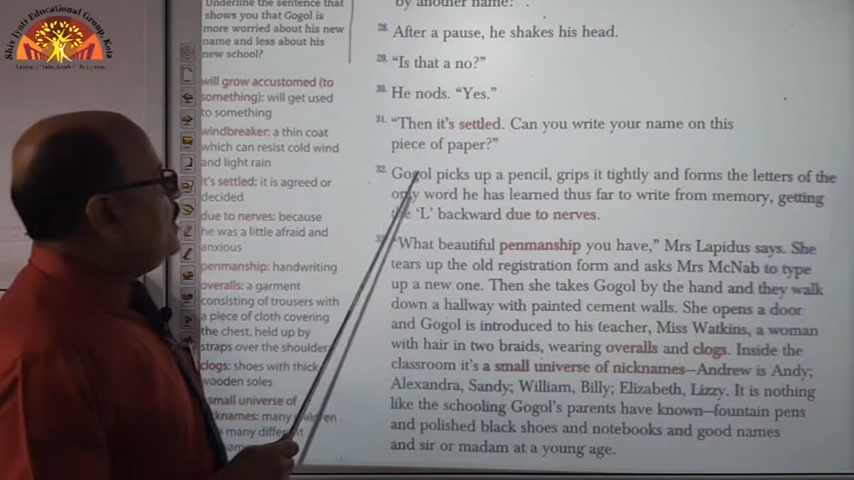 Shiv Jyoti Educational Group, Kota
Underline the sentence that
shows you that Gogol is
more worried about his new
name and less about his
new school?
will grow accustomed (to
something): will get used
to something
windbreaker: a thin coat
which can resist cold wind
and light rain
it's settled: it is agreed or
decided
due to nerves: because
he was a little afraid and
anxious
penmanship: handwriting
overalls: a garment
consisting of trousers with
a piece of cloth covering
the chest, held up by
straps over the shoulder
clogs: shoes with thick
wooden soles
small universe of
nicknames: many children
many different
by another name?"
28. After a pause, he shakes his head.
29. "Is that a no?"
30. He nods. "Yes."
31. "Then it's settled. Can you write your name on this
piece of paper?"
32. Gogol picks up a pencil, grips it tightly and forms the letters of the
only word he has learned thus far to write from memory, getting
the 'L' backward due to nerves.
"What beautiful penmanship you have," Mrs Lapidus says. She
tears up the old registration form and asks Mrs McNab to type
up a new one. Then she takes Gogol by the hand and they walk
down a hallway with painted cement walls. She opens a door
and Gogol is introduced to his teacher, Miss Watkins, a woman
with hair in two braids, wearing overalls and clogs. Inside the
classroom it's a small universe of nicknames—Andrew is Andy;
Alexandra, Sandy; William, Billy; Elizabeth, Lizzy. It is nothing
like the schooling Gogol's parents have known—fountain pens
and polished black shoes and notebooks and good names
and sir or madam at a young age.